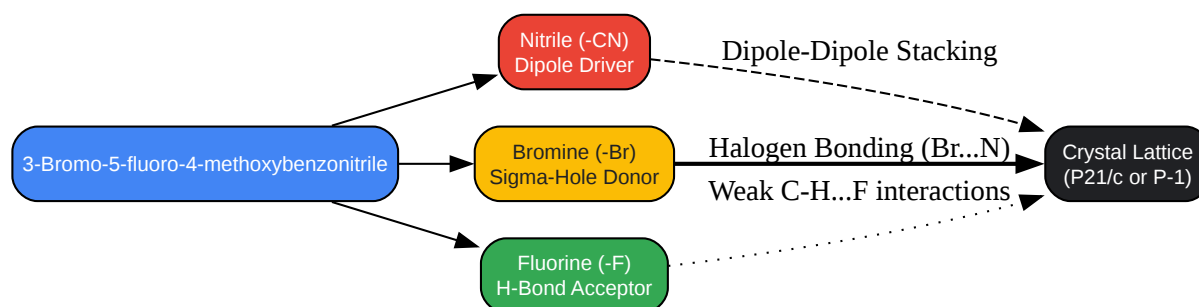 3-Bromo-5-fluoro-4-methoxybenzonitrile
Nitrile (-CN)
Dipole Driver
Bromine (-Br)
Sigma-Hole Donor
Fluorine (-F)
H-Bond Acceptor
Dipole-Dipole Stacking
Halogen Bonding (Br...N)
Weak C-H...F interactions
Crystal Lattice
(P21/c or P-1)